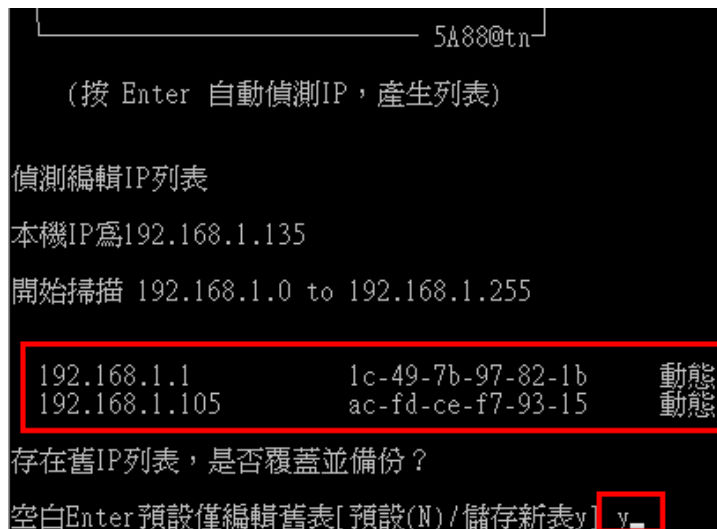 5A88@tn
(按 Enter 自動偵測IP，產生列表)
偵測編輯IP列表
本機IP為192.168.1.135
開始掃描 192.168.1.0 to 192.168.1.255
192.168.1.1 1c-49-7b-97-82-1b 動態
192.168.1.105 ac-fd-ce-f7-93-15 動態
存在舊IP列表，是否覆蓋並備份？
空白Enter預設僅編輯舊表[預設(N)/儲存新表y] y_